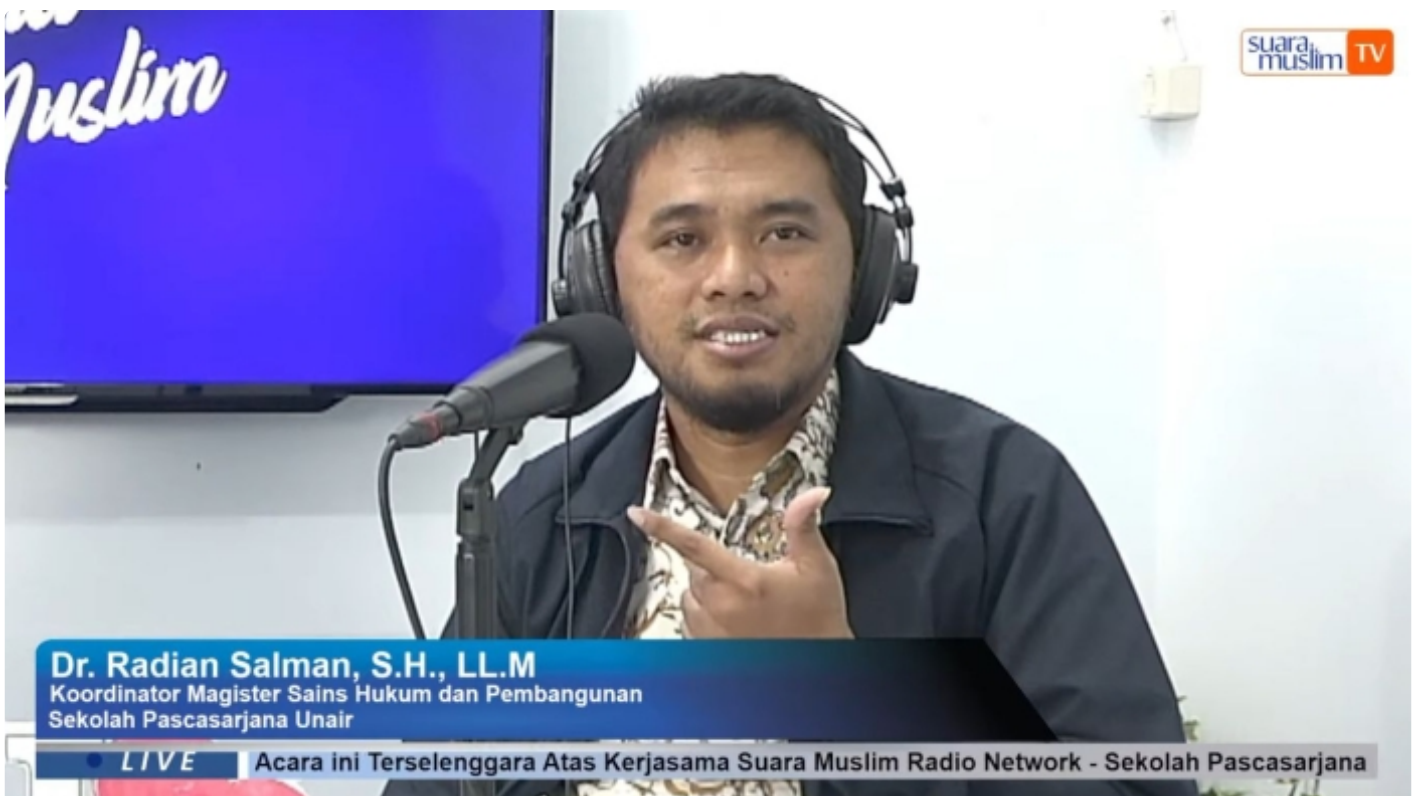 Muslim
suara
muslim TV
Dr. Radian Salman, S.H., LL.M
Koordinator Magister Sains Hukum dan Pembangunan
Sekolah Pascasarjana Unair
LIVE Acara ini Terselenggara Atas Kerjasama Suara Muslim Radio Network - Sekolah Pascasarjana